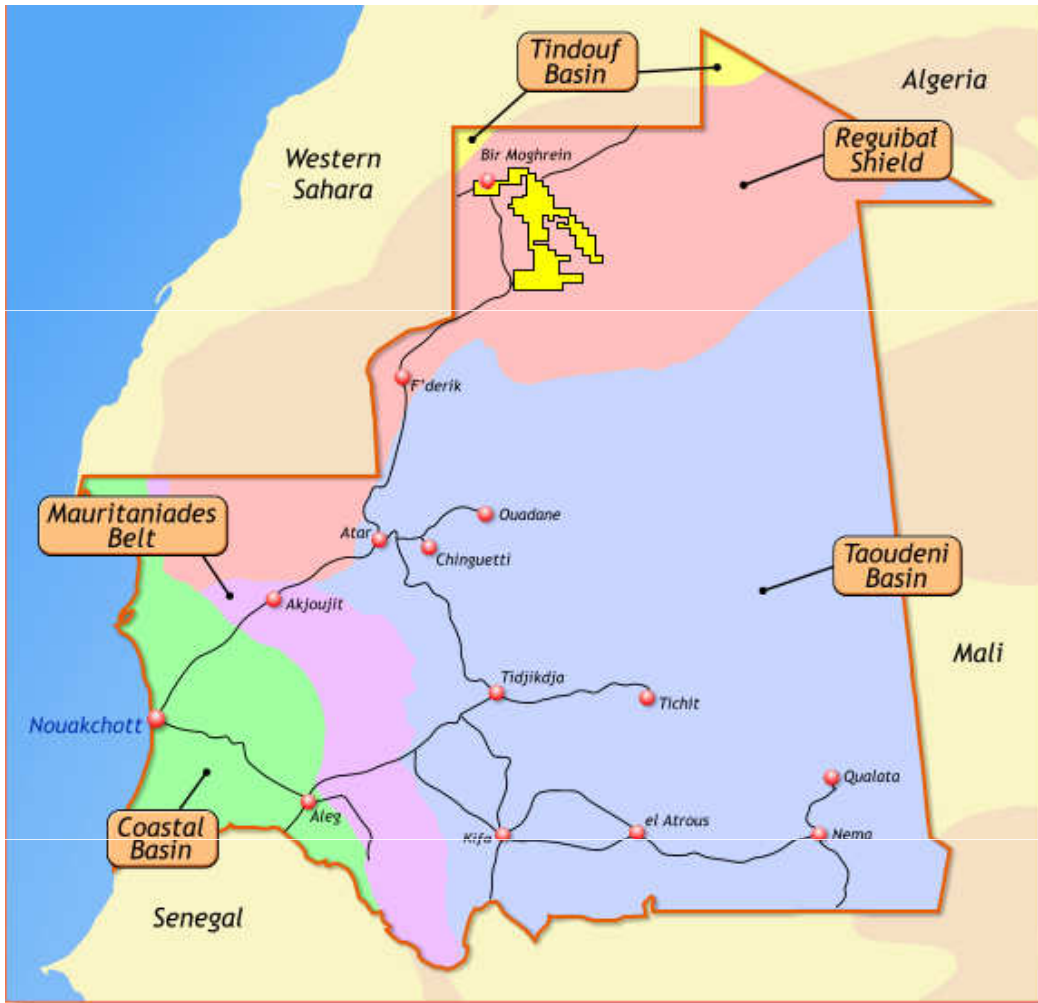 Tindouf
Basin
Algeria
Reguibat
Shield
Western
Sahara
Bir Moghrein
F'derik
Mauritaniades
Belt
Ouadane
Atar
Chinguetti
Taoudeni
Basin
Akjoujit
Mali
Tidjikdja
Tichit
Nouakchott
Qualata
Coastal
Basin
Aleg
Kifa
el Atrous
Nema
Senegal